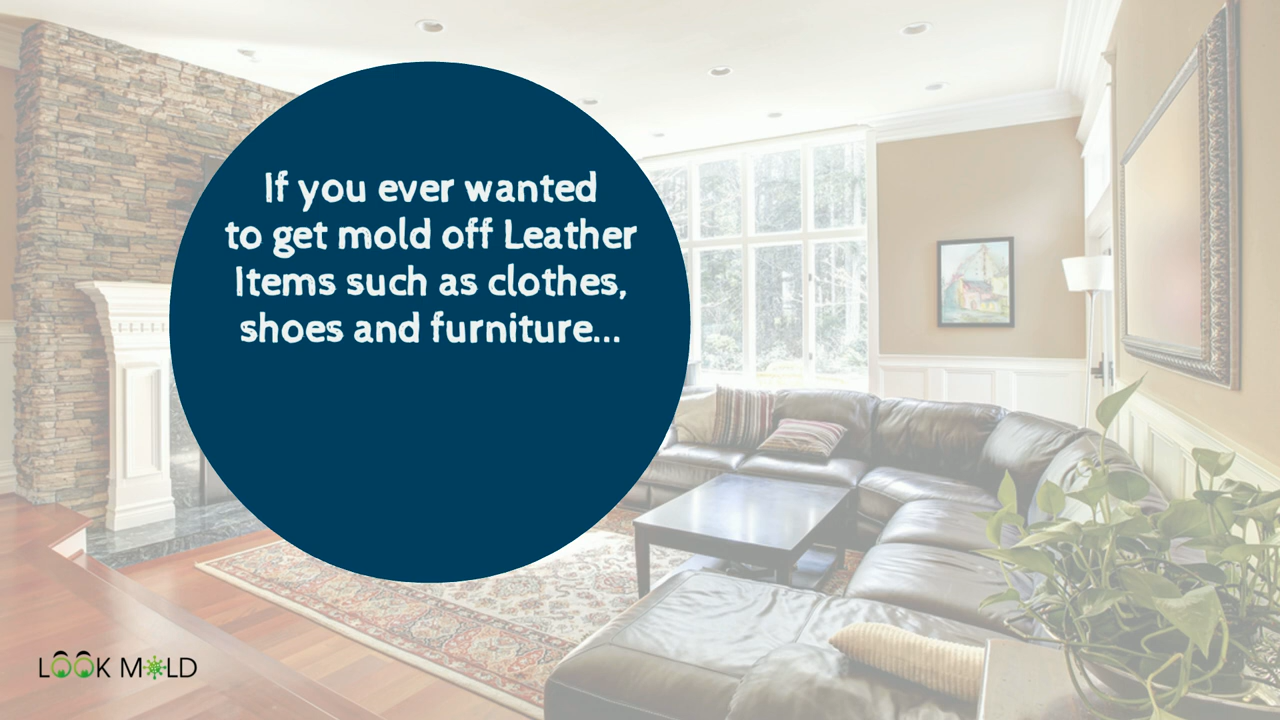 If you ever wanted
to get mold off Leather
Items such as clothes,
shoes and furniture...
LOOK MOLD